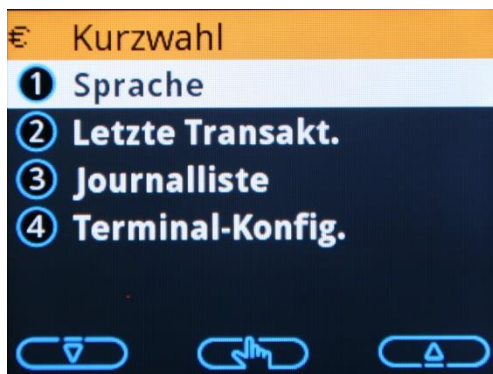 € Kurzwahl
1 Sprache
2 Letzte Transakt.
3 Journalliste
4 Terminal-Konfig.